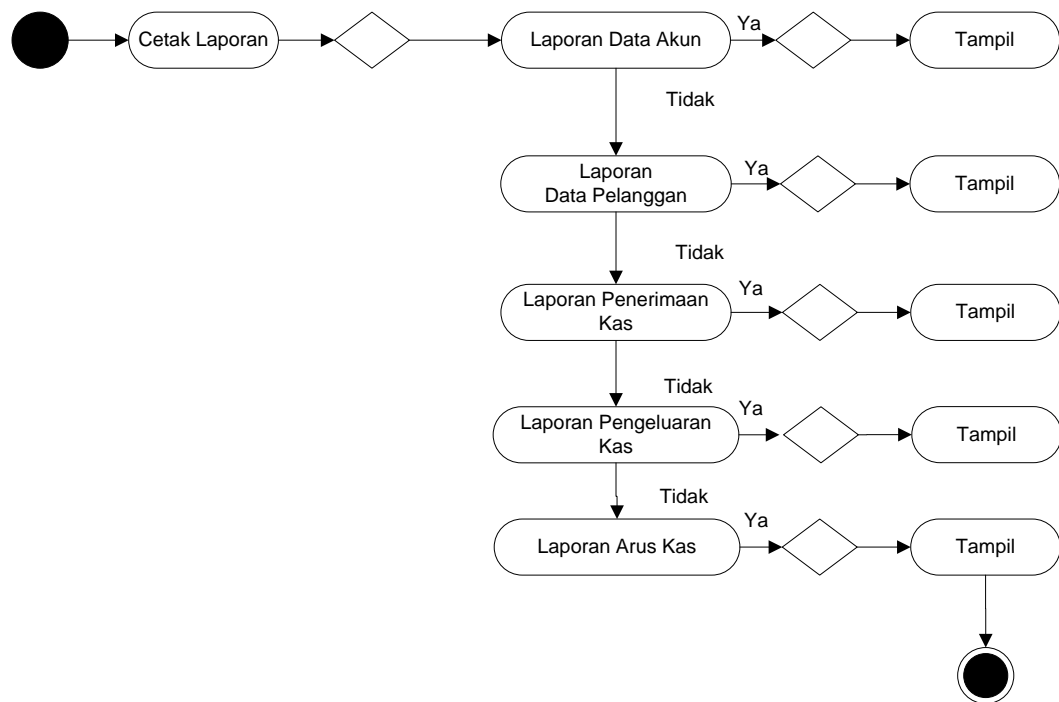 Cetak Laporan
Laporan Data Akun
Ya
Tampil
Tidak
Laporan
Data Pelanggan
Ya
Tampil
Tidak
Laporan Penerimaan
Kas
Ya
Tampil
Tidak
Laporan Pengeluaran
Kas
Ya
Tampil
Tidak
Laporan Arus Kas
Ya
Tampil